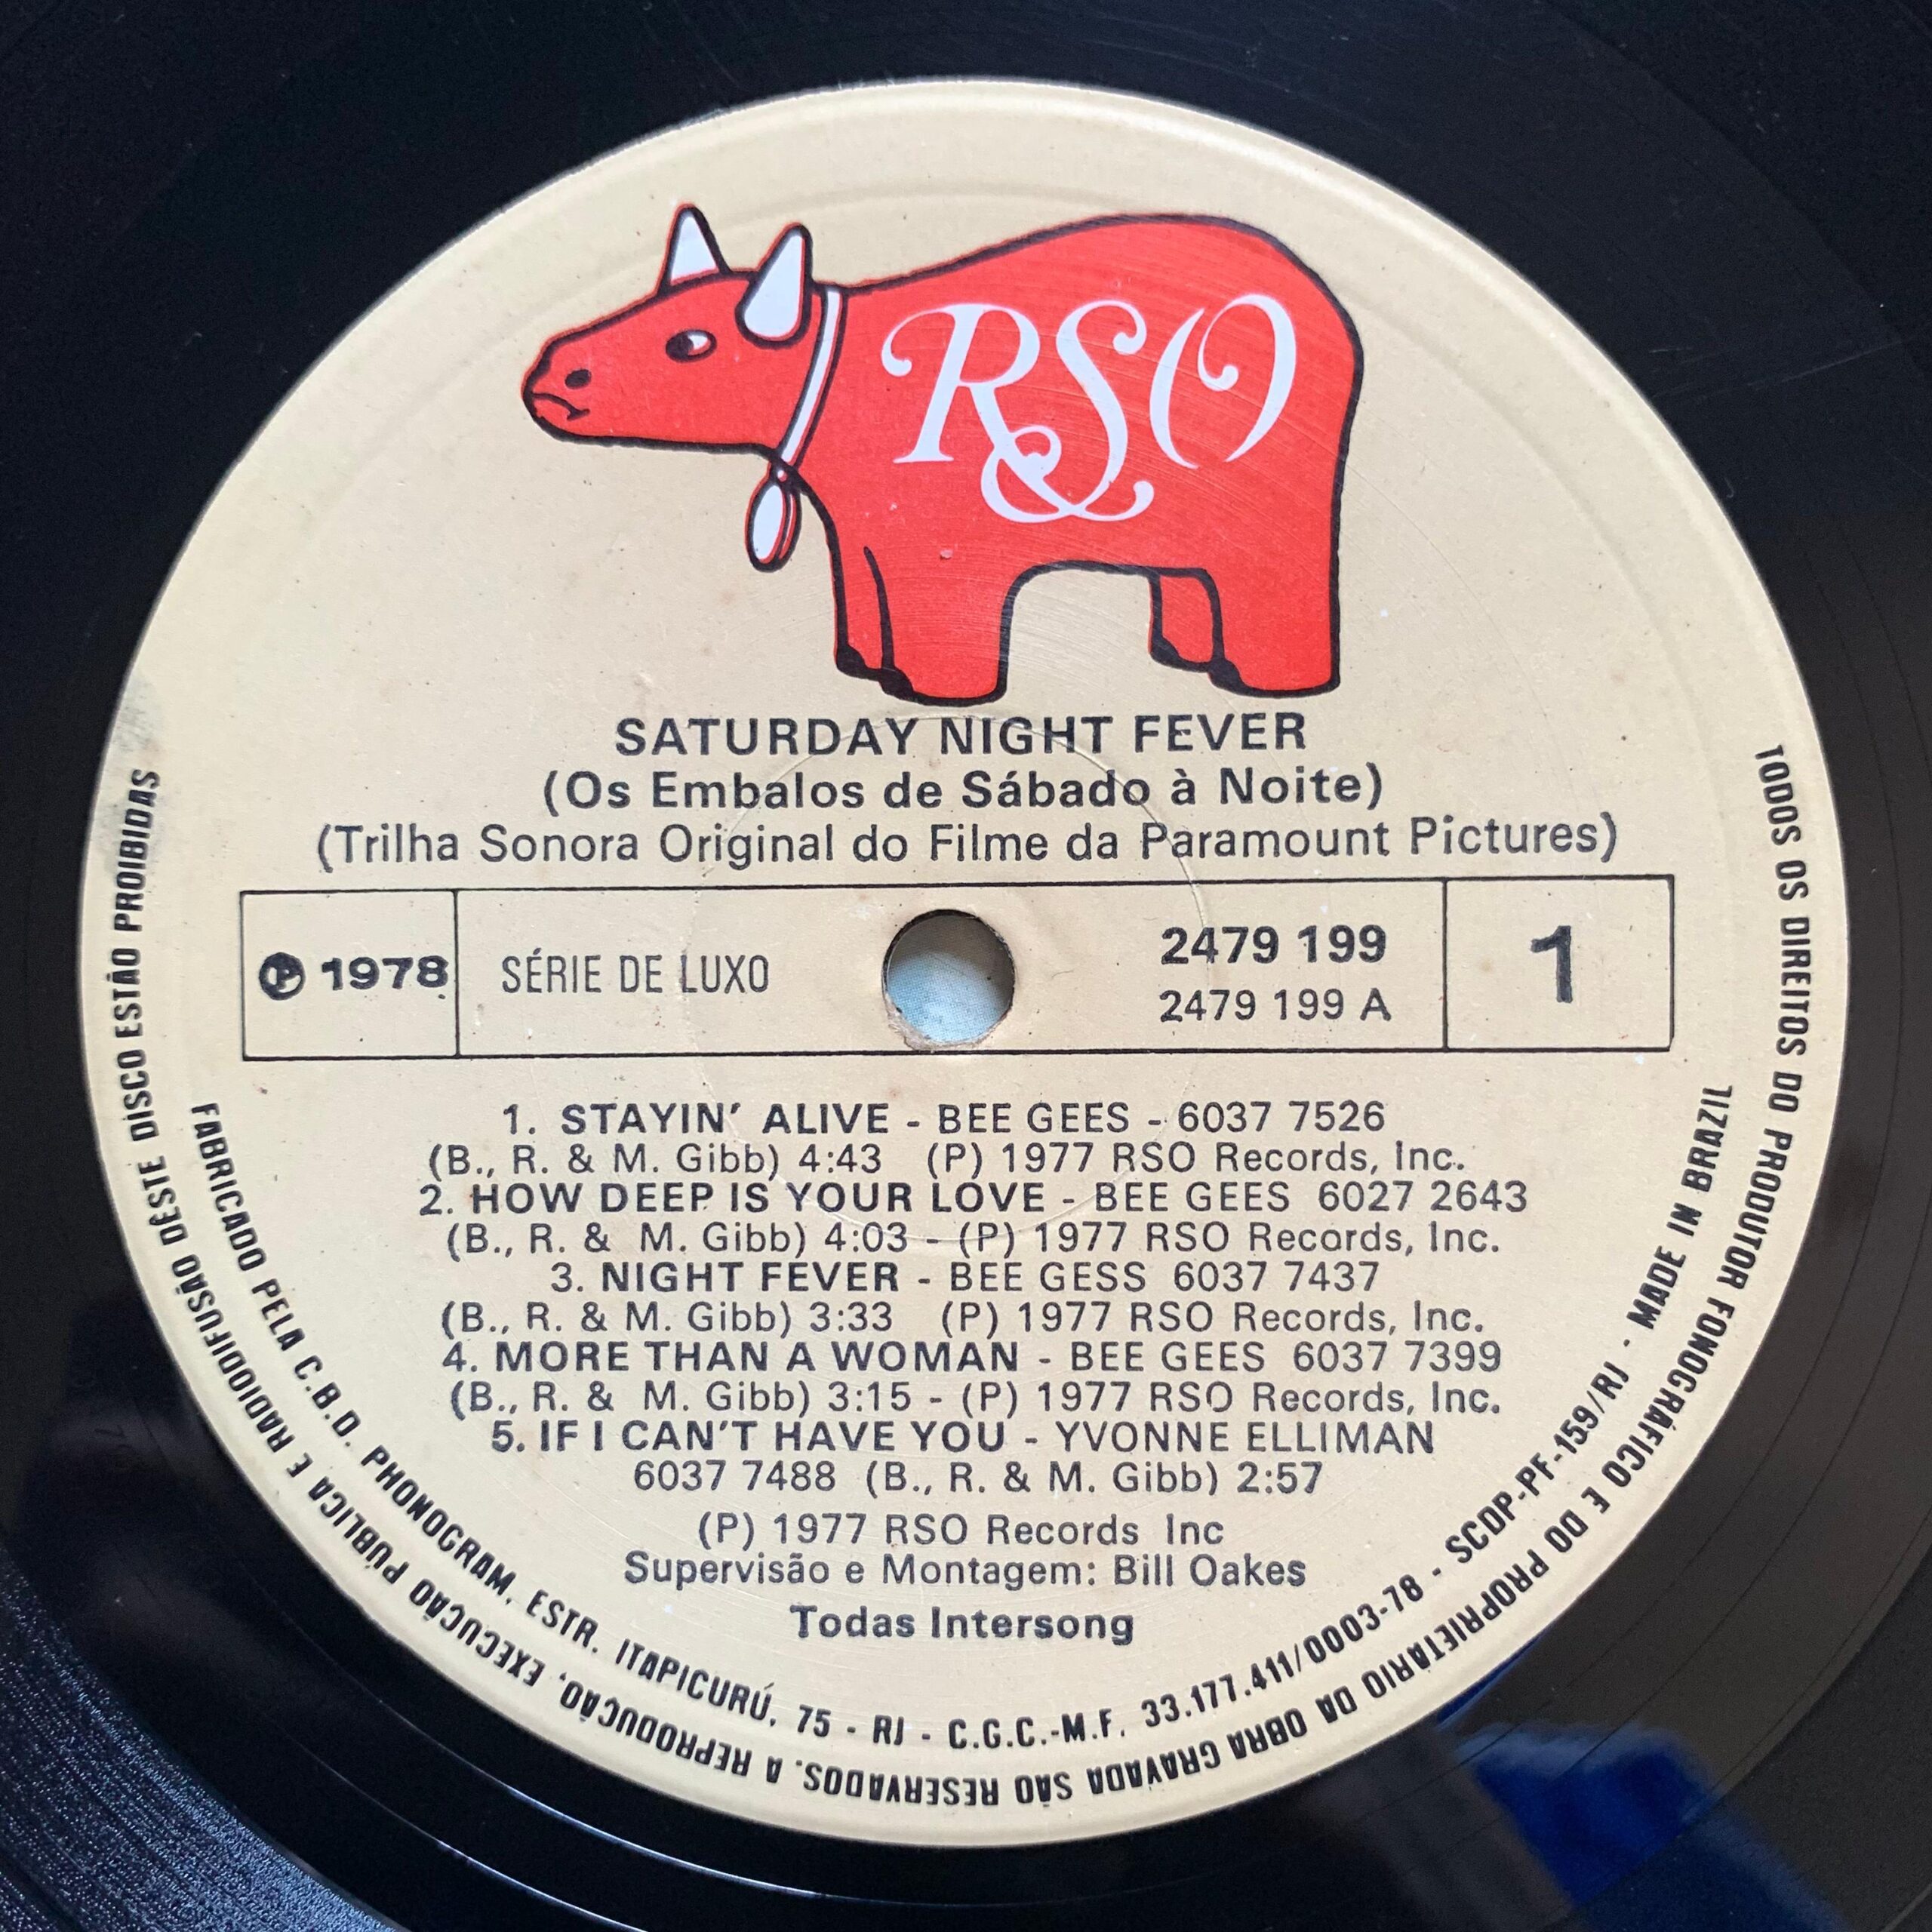 RSO
SATURDAY NIGHT FEVER
(Os Embalos de Sábado à Noite)
(Trilha Sonora Original do Filme da Paramount Pictures)
Ⓟ 1978
SÉRIE DE LUXO
2479 199
2479 199 A
1
1. STAYIN' ALIVE - BEE GEES - 6037 7526
(B., R. & M. Gibb) 4:43 (P) 1977 RSO Records, Inc.
2. HOW DEEP IS YOUR LOVE - BEE GEES 6027 2643
(B., R. & M. Gibb) 4:03 - (P) 1977 RSO Records, Inc.
3. NIGHT FEVER - BEE GESS 6037 7437
(B., R. & M. Gibb) 3:33 (P) 1977 RSO Records, Inc.
4. MORE THAN A WOMAN - BEE GEES 6037 7399
(B., R. & M. Gibb) 3:15 - (P) 1977 RSO Records, Inc.
5. IF I CAN'T HAVE YOU - YVONNE ELLIMAN
6037 7488 (B., R. & M. Gibb) 2:57
(P) 1977 RSO Records Inc
Supervisão e Montagem: Bill Oakes
Todas Intersong
FABRICADO PELA C.B.D. PHONOGRAM, ESTR. ITAPICURÚ, 75 - RJ - C.G.C.-M.F. 33.177.411/0003-78 - SCDP-PF-159/RJ - MADE IN BRAZIL
TODOS OS DIREITOS DO PRODUTOR FONOGRÁFICO E DO PROPRIETÁRIO DA OBRA GRAVADA SÃO RESERVADOS. A REPRODUÇÃO, EXECUÇÃO PÚBLICA E RADIODIFUSÃO DÊSTE DISCO ESTÃO PROIBIDAS